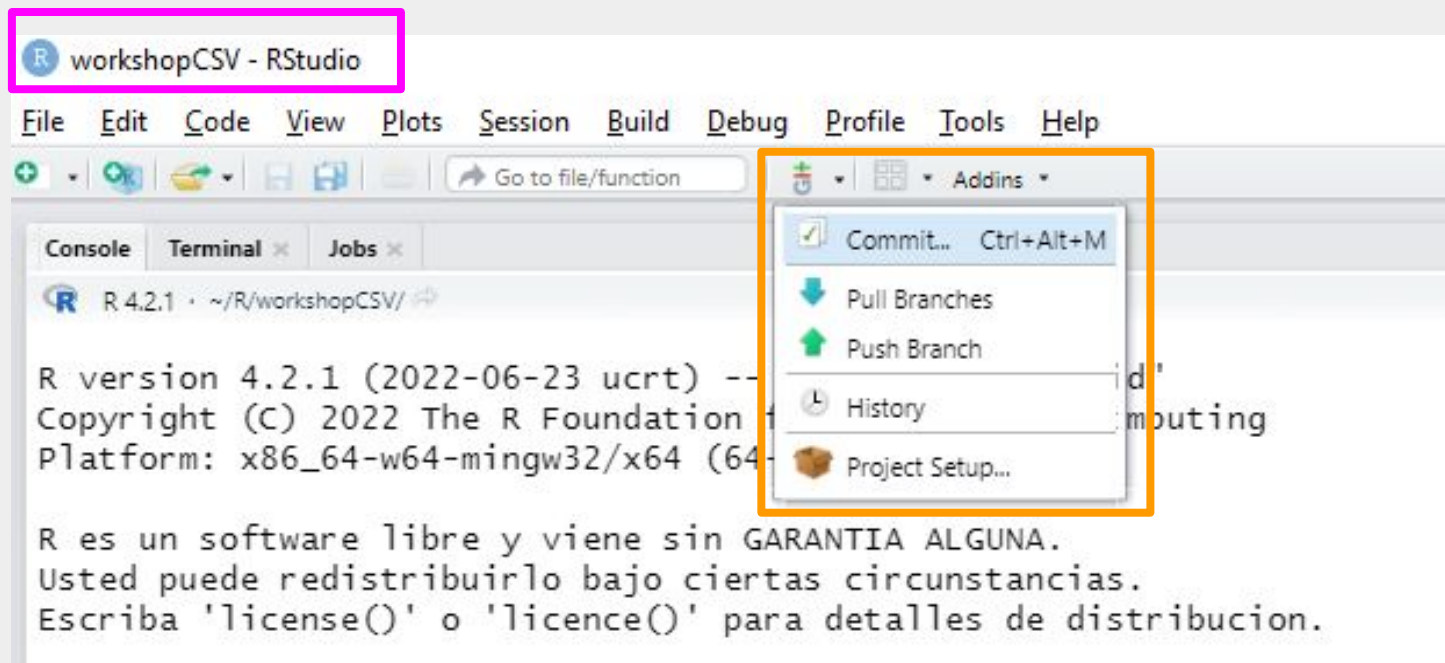 R workshopCSV - RStudio
File Edit Code View Plots Session Build Debug Profile Tools Help
Go to file/function Addins
Commit... Ctrl+Alt+M
Pull Branches
Push Branch
History
Project Setup...
Console Terminal Jobs
R R 4.2.1 · ~/R/workshopCSV/
R version 4.2.1 (2022-06-23 ucrt) -- id"
Copyright (C) 2022 The R Foundation f mputing
Platform: x86_64-w64-mingw32/x64 (64-
R es un software libre y viene sin GARANTIA ALGUNA.
Usted puede redistribuirlo bajo ciertas circunstancias.
Escriba 'license()' o 'licence()' para detalles de distribucion.